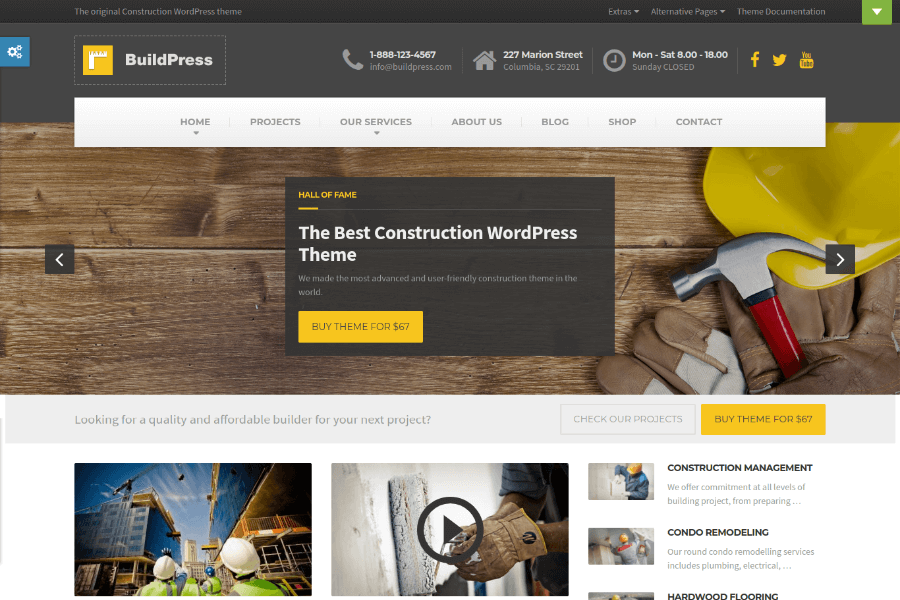 The original Construction WordPress theme
Extras
Alternative Pages
Theme Documentation
BuildPress
1-888-123-4567
info@buildpress.com
227 Marion Street
Columbia, SC 29201
Mon - Sat 8.00 - 18.00
Sunday CLOSED
You
Tube
HOME
PROJECTS
OUR SERVICES
ABOUT US
BLOG
SHOP
CONTACT
HALL OF FAME
The Best Construction WordPress
Theme
We made the most advanced and user-friendly construction theme in the
world.
BUY THEME FOR $67
Looking for a quality and affordable builder for your next project?
CHECK OUR PROJECTS
BUY THEME FOR $67
CONSTRUCTION MANAGEMENT
We offer commitment at all levels of
building project, from preparing ...
CONDO REMODELING
Our round condo remodelling services
includes plumbing, electrical, ...
HARDWOOD FLOORING